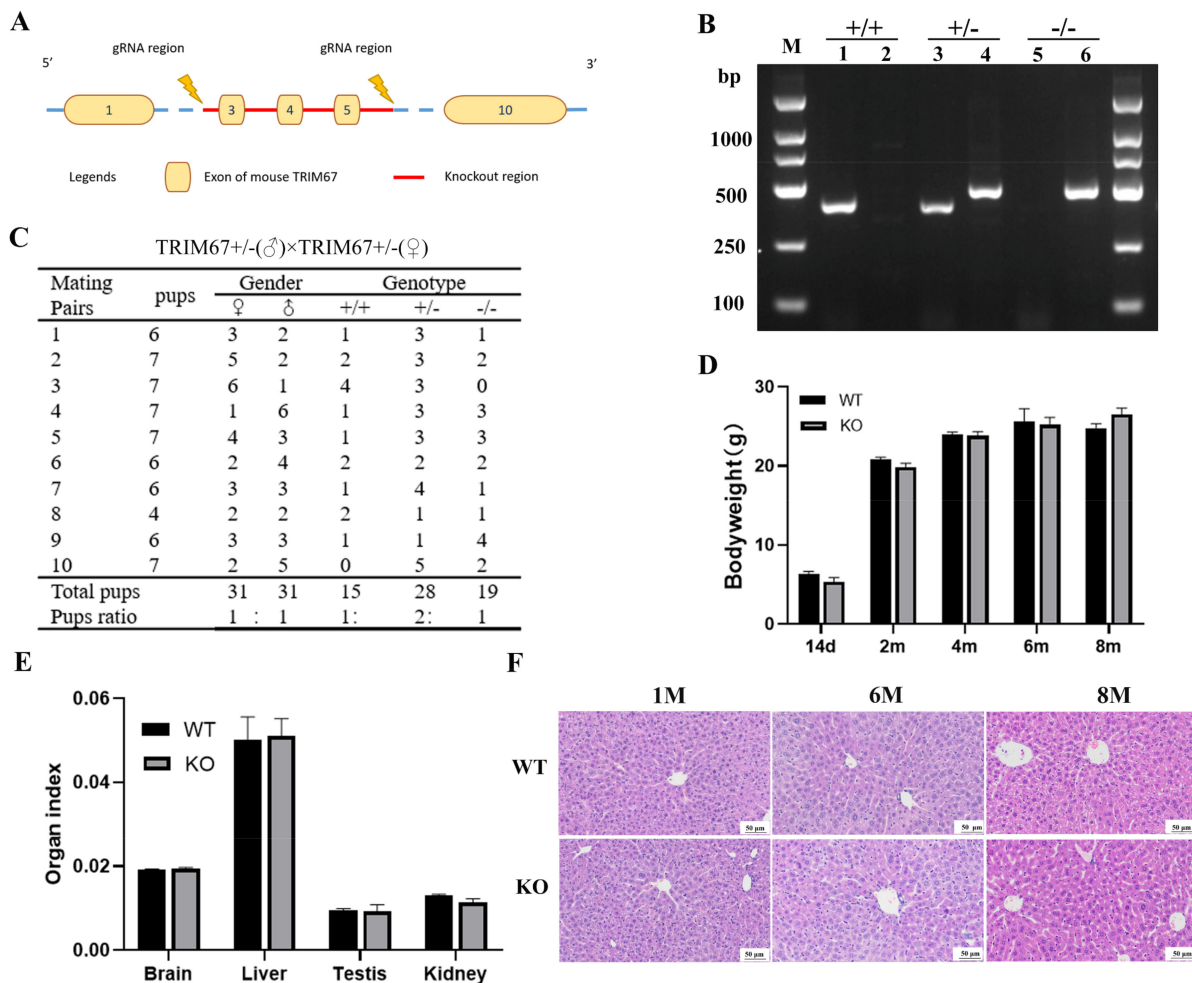 A
gRNA region
gRNA region
5’
3’
1
3
4
5
10
Legends
Exon of mouse TRIM67
Knockout region
B
+/+
+/-
-/-
M
1
2
3
4
5
6
bp
1000
500
250
100
C
TRIM67+/-(♂)×TRIM67+/-(♀)
Mating Pairs pups Gender Genotype
♀ ♂ +/+ +/- -/-
1 6 3 2 1 3 1
2 7 5 2 2 3 2
3 7 6 1 4 3 0
4 7 1 6 1 3 3
5 7 4 3 1 3 3
6 6 2 4 2 2 2
7 6 3 3 1 4 1
8 4 2 2 2 1 1
9 6 3 3 1 1 4
10 7 2 5 0 5 2
Total pups 31 31 15 28 19
Pups ratio 1 : 1 1: 2: 1
D
Bodyweight(g)
30
20
10
0
WT
KO
14d 2m 4m 6m 8m
E
Organ index
0.06
0.04
0.02
0.00
WT
KO
Brain Liver Testis Kidney
F
1M 6M 8M
WT
50 μm 50 μm 50 μm
KO
50 μm 50 μm 50 μm